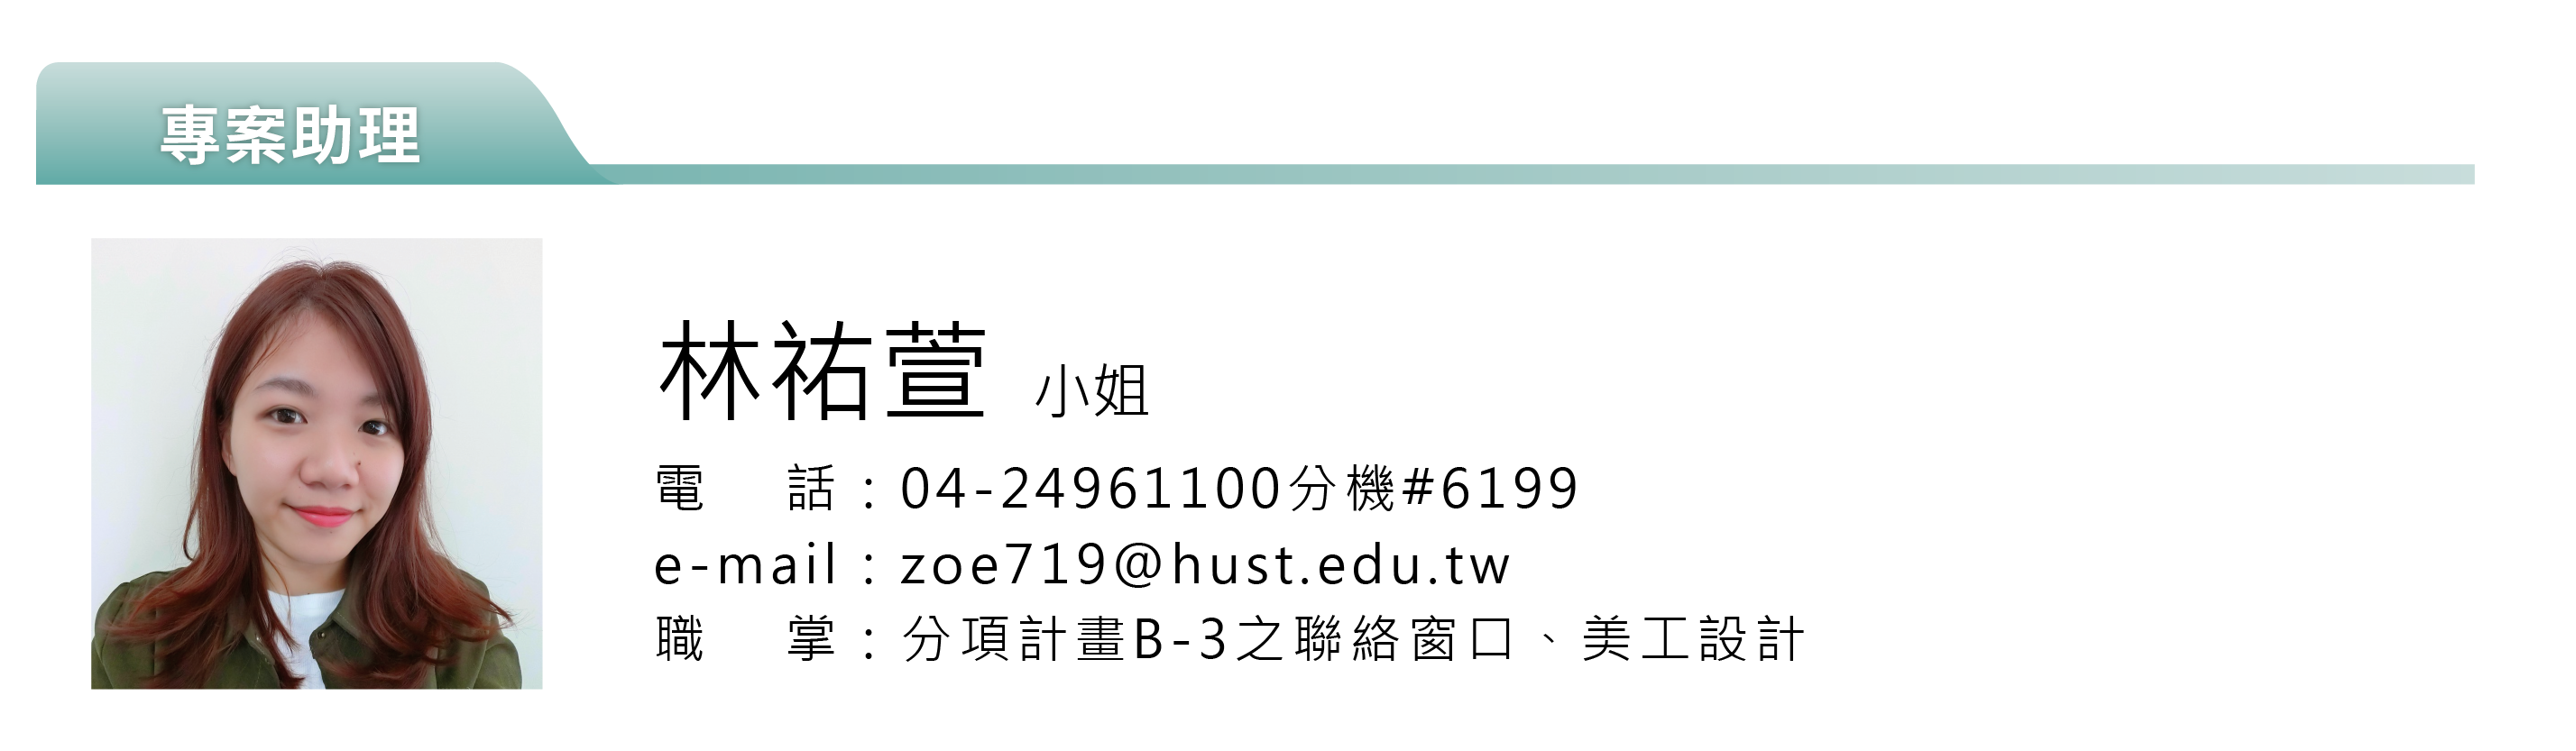 專案助理
林祐萱 小姐
電 話：04-24961100分機#6199
e-mail：zoe719@hust.edu.tw
職 掌：分項計畫B-3之聯絡窗口、美工設計